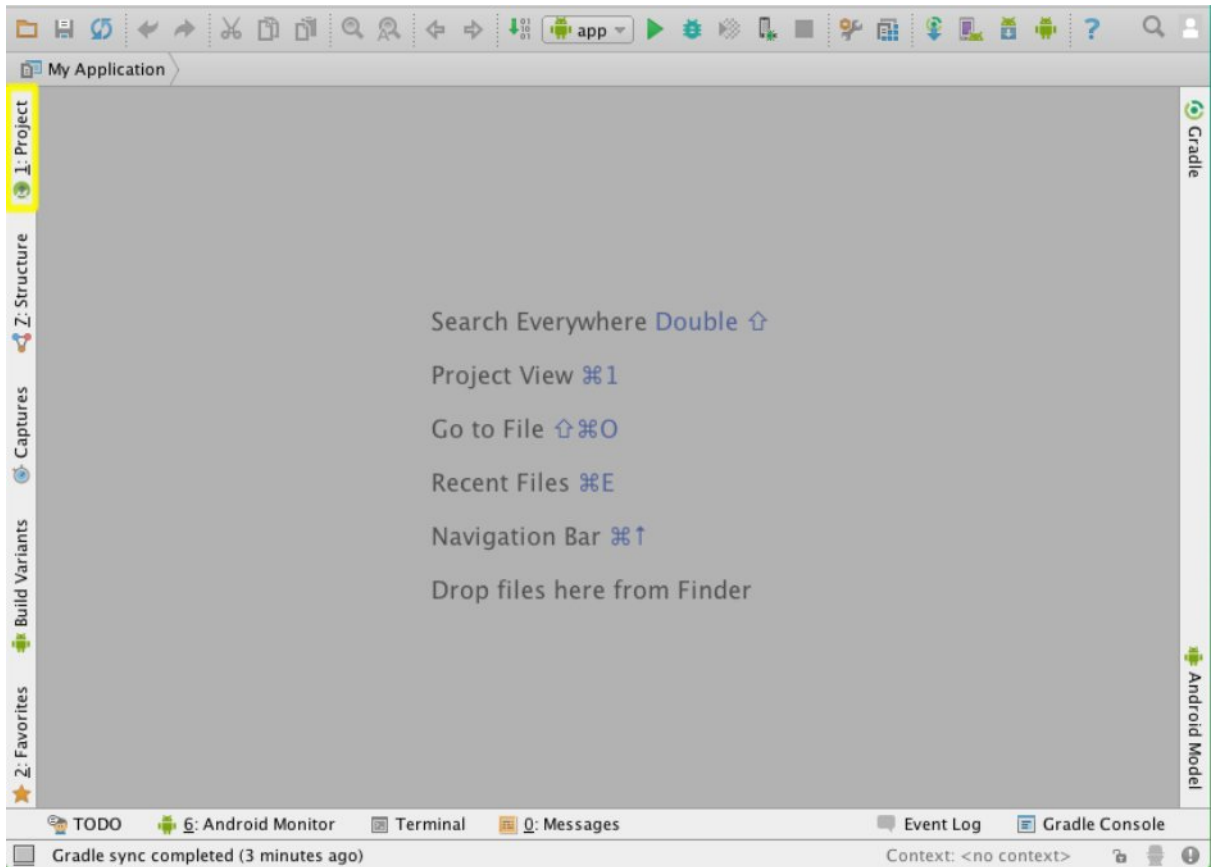 app
?
My Application
1: Project
Z: Structure
Captures
Build Variants
2: Favorites
Gradle
Android Model
Search Everywhere Double ⇧
Project View ⌘1
Go to File ⇧⌘O
Recent Files ⌘E
Navigation Bar ⌘↑
Drop files here from Finder
TODO 6: Android Monitor Terminal 0: Messages Event Log Gradle Console
Gradle sync completed (3 minutes ago) Context: <no context>